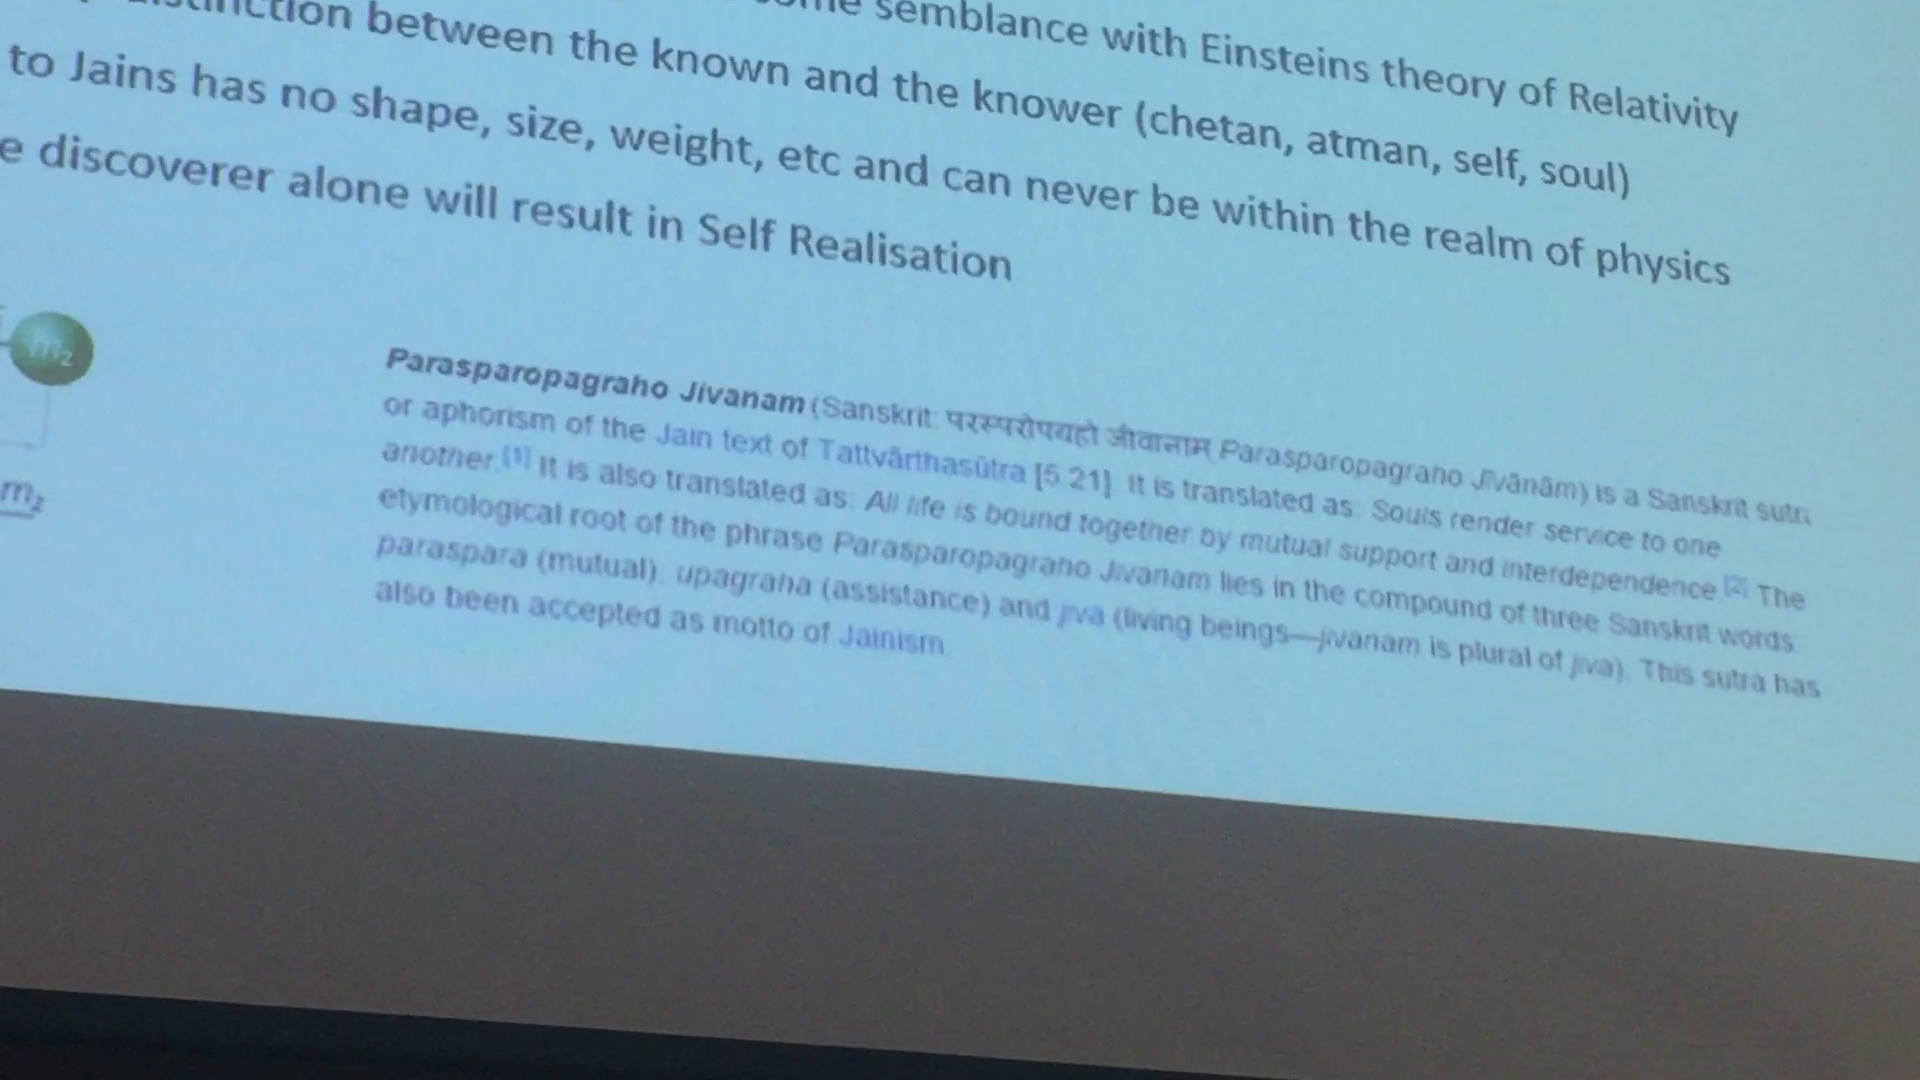 semblance with Einsteins theory of Relativity
between the known and the knower (chetan, atman, self, soul)
to Jains has no shape, size, weight, etc and can never be within the realm of physics
e discoverer alone will result in Self Realisation
m2
m2
Parasparopagraho Jivanam (Sanskrit: परस्परोपग्रहो जीवानाम् Parasparopagraho Jīvānām) is a Sanskrit sutr
or aphorism of the Jain text of Tattvārthasūtra [5.21]. It is translated as: Souls render service to one
another.[1] It is also translated as: All life is bound together by mutual support and interdependence.[2] The
etymological root of the phrase Parasparopagraho Jivanam lies in the compound of three Sanskrit words:
paraspara (mutual), upagraha (assistance) and jiva (living beings—jivanam is plural of jiva). This sutra has
also been accepted as motto of Jainism.